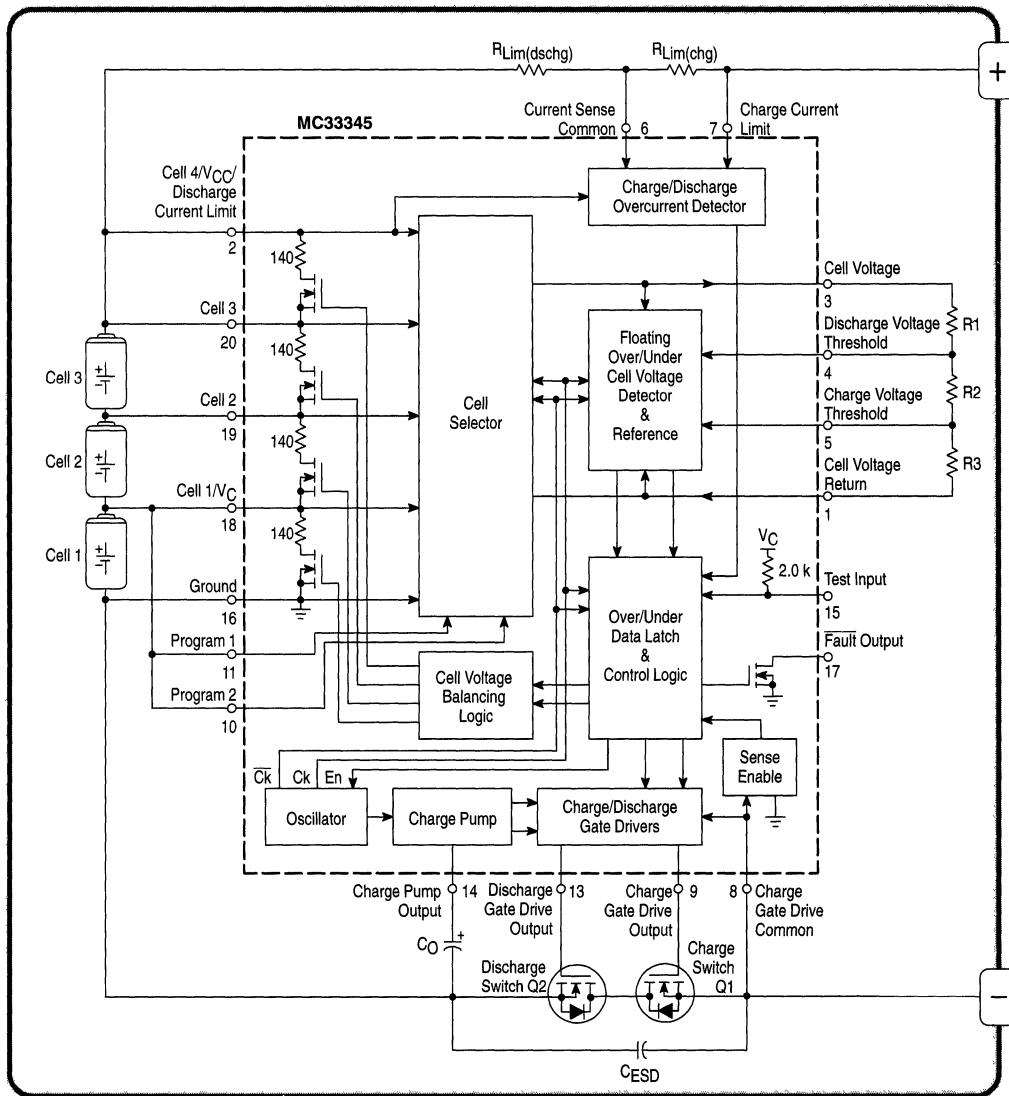 RLim(dschg)
RLim(chg)
+
MC33345
Current Sense
Common
6
7
Charge Current
Limit
Cell 4/VCC/
Discharge
Current Limit
2
Charge/Discharge
Overcurrent Detector
140
Cell Voltage
3
Cell 3
20
Discharge Voltage
Threshold
4
R1
Floating
Over/Under
Cell Voltage
Detector
&
Reference
140
Cell 3
+
–
Cell
Selector
Cell 2
19
R2
Charge Voltage
Threshold
5
140
Cell 2
+
–
R3
Cell Voltage
Return
1
Cell 1/VC
18
140
Cell 1
+
–
VC
2.0 k
Test Input
15
Ground
16
Over/Under
Data Latch
&
Control Logic
Fault Output
17
Program 1
11
Program 2
10
Cell Voltage
Balancing
Logic
Sense
Enable
Ck
Ck
En
Oscillator
Charge Pump
Charge/Discharge
Gate Drivers
Charge Pump
Output
14
Discharge
Gate Drive
Output
13
Charge
Gate Drive
Output
9
8
Charge
Gate Drive
Common
CO
+
Discharge
Switch Q2
Charge
Switch
Q1
–
CESD